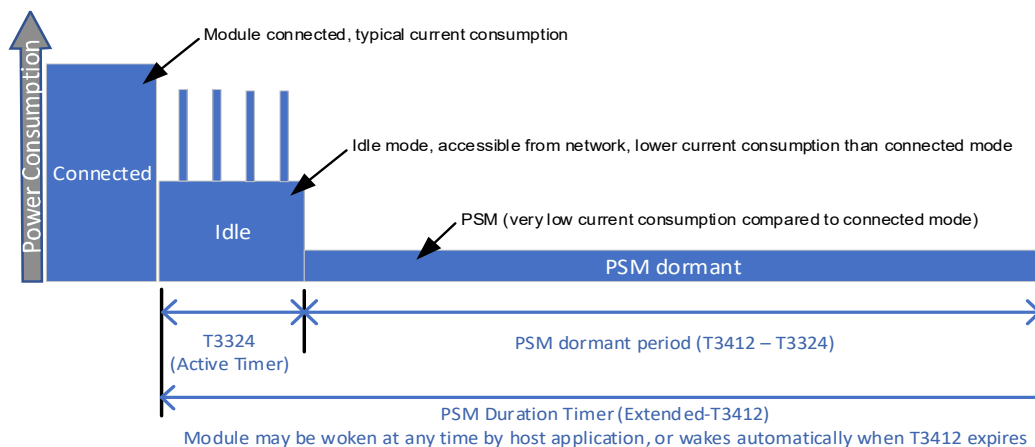 Module connected, typical current consumption
Power Consumption
Connected
Idle mode, accessible from network, lower current consumption than connected mode
Idle
PSM (very low current consumption compared to connected mode)
PSM dormant
T3324
(Active Timer)
PSM dormant period (T3412 – T3324)
PSM Duration Timer (Extended-T3412)
Module may be woken at any time by host application, or wakes automatically when T3412 expires